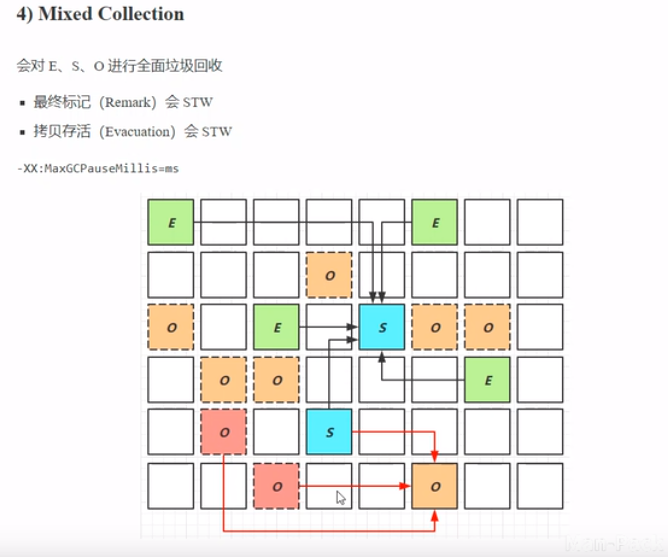 4) Mixed Collection
会对 E、S、O 进行全面垃圾回收
▪ 最终标记（Remark）会 STW
▪ 拷贝存活（Evacuation）会 STW
-XX:MaxGCPauseMillis=ms
E E
O
O E S O O
O O E
O S
O O